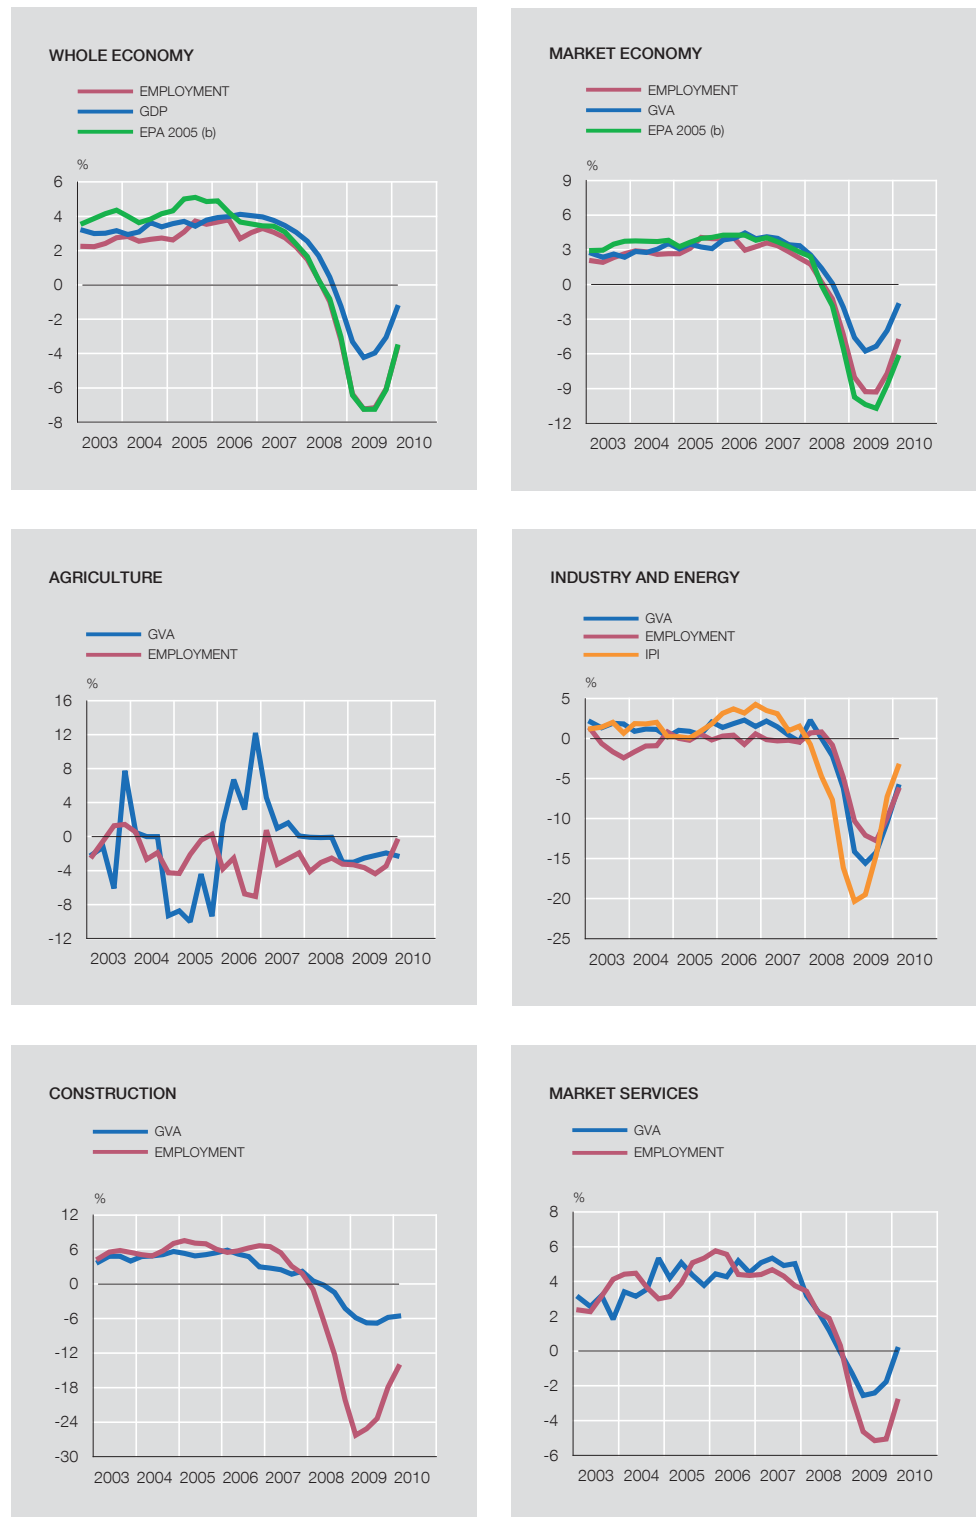 WHOLE ECONOMY
EMPLOYMENT
GDP
EPA 2005 (b)
%
6
4
2
0
-2
-4
-6
-8
2003 2004 2005 2006 2007 2008 2009 2010
MARKET ECONOMY
EMPLOYMENT
GVA
EPA 2005 (b)
%
9
6
3
0
-3
-6
-9
-12
2003 2004 2005 2006 2007 2008 2009 2010
AGRICULTURE
GVA
EMPLOYMENT
%
16
12
8
4
0
-4
-8
-12
2003 2004 2005 2006 2007 2008 2009 2010
INDUSTRY AND ENERGY
GVA
EMPLOYMENT
IPI
%
5
0
-5
-10
-15
-20
-25
2003 2004 2005 2006 2007 2008 2009 2010
CONSTRUCTION
GVA
EMPLOYMENT
%
12
6
0
-6
-12
-18
-24
-30
2003 2004 2005 2006 2007 2008 2009 2010
MARKET SERVICES
GVA
EMPLOYMENT
%
8
6
4
2
0
-2
-4
-6
2003 2004 2005 2006 2007 2008 2009 2010